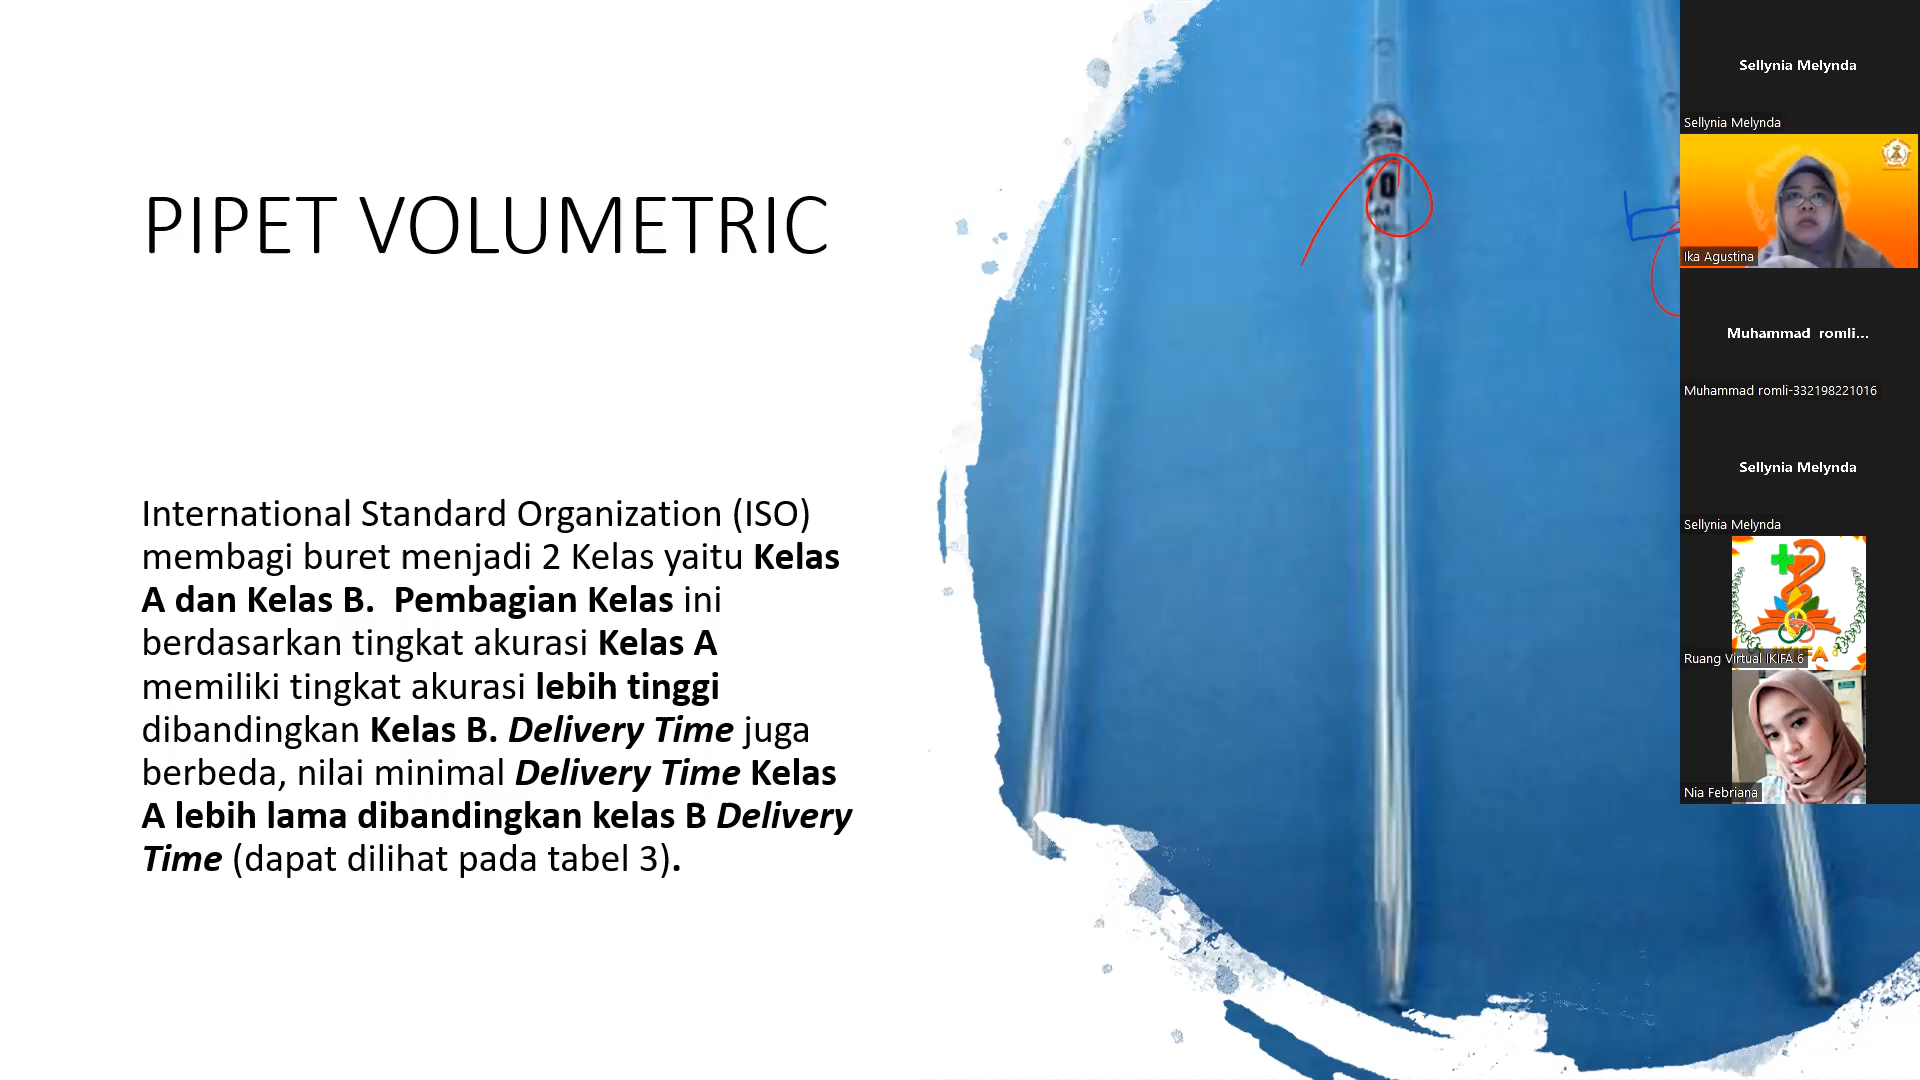 PIPET VOLUMETRIC
International Standard Organization (ISO)
membagi buret menjadi 2 Kelas yaitu Kelas
A dan Kelas B.  Pembagian Kelas ini
berdasarkan tingkat akurasi Kelas A
memiliki tingkat akurasi lebih tinggi
dibandingkan Kelas B. Delivery Time juga
berbeda, nilai minimal Delivery Time Kelas
A lebih lama dibandingkan kelas B Delivery
Time (dapat dilihat pada tabel 3).
Sellynia Melynda
Sellynia Melynda
Ika Agustina
Muhammad romli...
Muhammad romli-332198221016
Sellynia Melynda
Sellynia Melynda
IKIFA
Ruang Virtual IKIFA 6
Nia Febriana